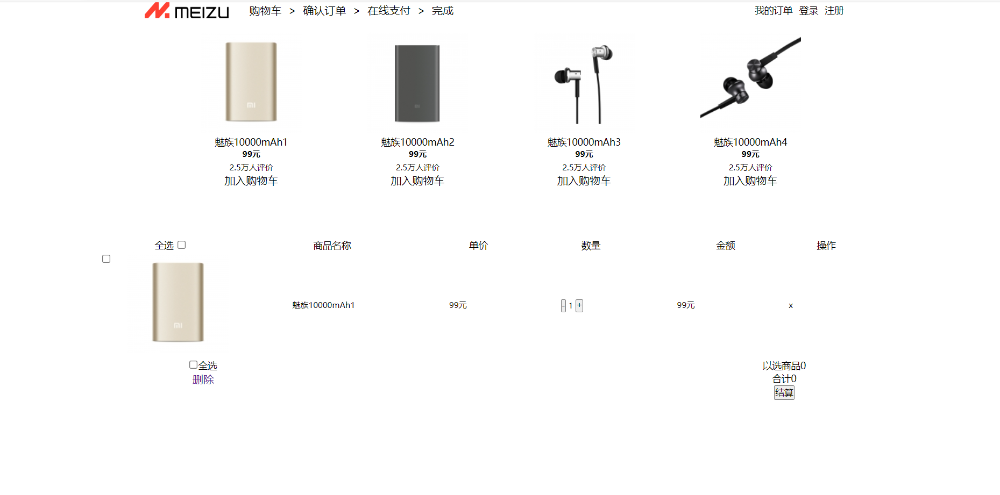 MEIZU 购物车 > 确认订单 > 在线支付 > 完成 我的订单 登录 注册
MI MI
魅族10000mAh1 魅族10000mAh2 魅族10000mAh3 魅族10000mAh4
99元 99元 99元 99元
2.5万人评价 2.5万人评价 2.5万人评价 2.5万人评价
加入购物车 加入购物车 加入购物车 加入购物车
全选 商品名称 单价 数量 金额 操作
魅族10000mAh1 99元 - 1 + 99元 x
MI
全选 以选商品0
删除 合计0
结算